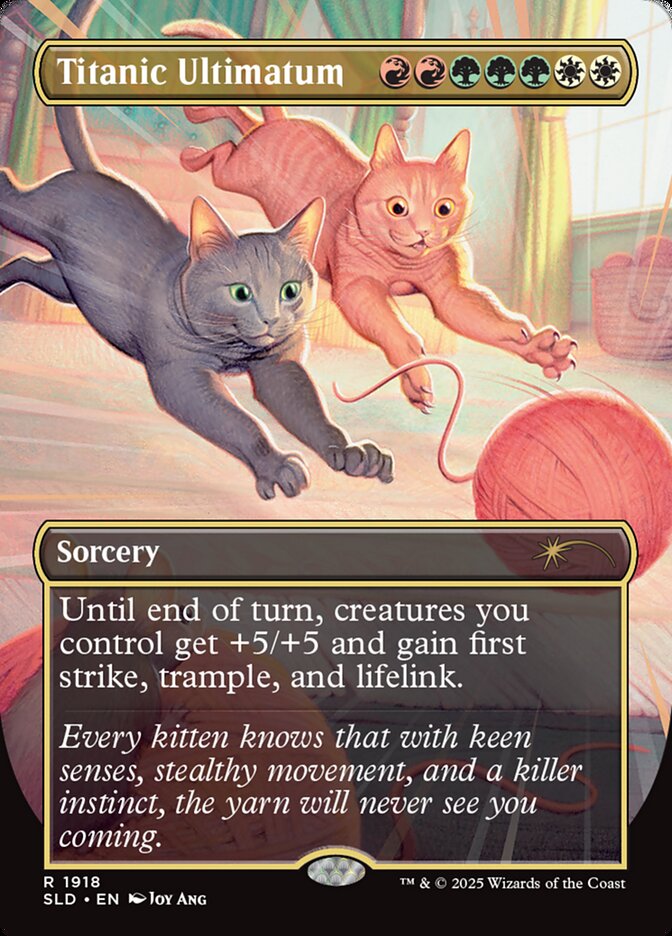 Titanic Ultimatum
Sorcery
Until end of turn, creatures you
control get +5/+5 and gain first
strike, trample, and lifelink.
Every kitten knows that with keen
senses, stealthy movement, and a killer
instinct, the yarn will never see you
coming.
R 1918
SLD • EN Joy Ang
™ & © 2025 Wizards of the Coast